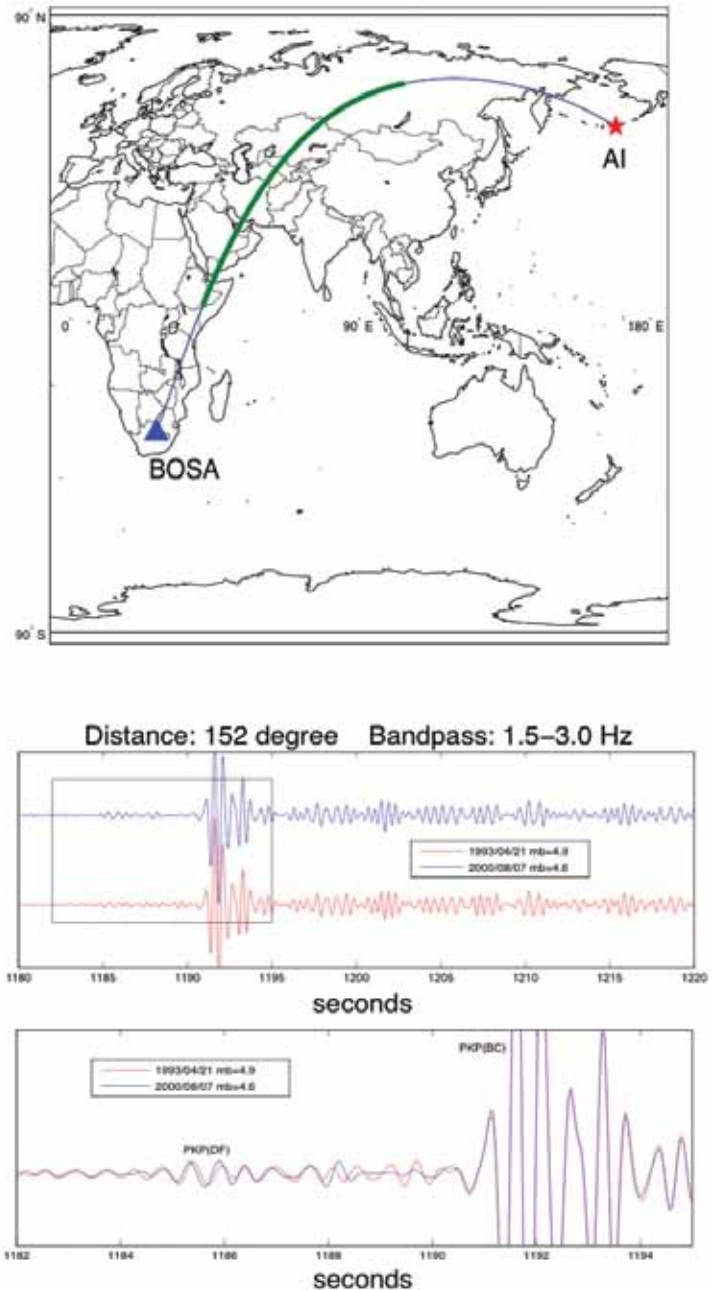 90° N
AI
0°
90° E
180° E
BOSA
90° S
Distance: 152 degree Bandpass: 1.5–3.0 Hz
1993/04/21 mb=4.9
2000/08/07 mb=4.6
1180 1185 1190 1195 1200 1205 1210 1215 1220
seconds
PKP(BC)
1993/04/21 mb=4.9
2000/08/07 mb=4.6
PKP(DF)
1182 1184 1186 1188 1190 1192 1194
seconds